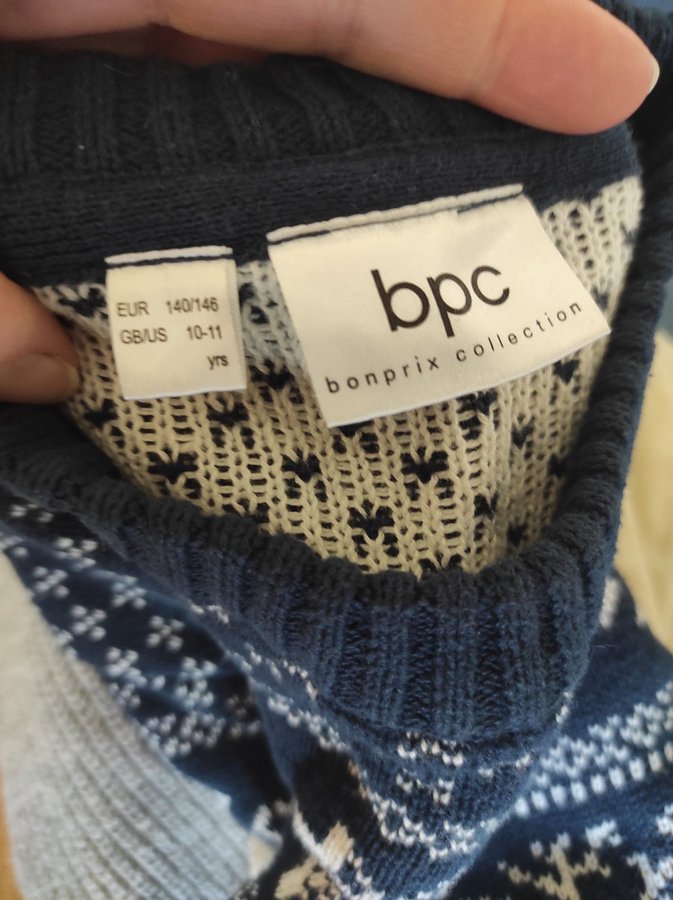 EUR 140/146
GB/US 10-11
yrs
bpc
bonprix collection